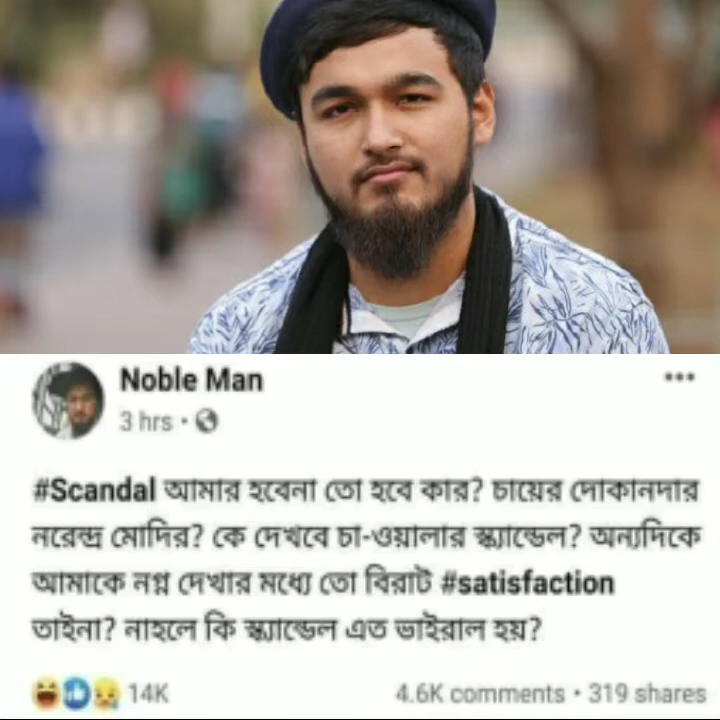 Noble Man
3 hrs
#Scandal আমার হবেনা তো হবে কার? চায়ের দোকানদার
নরেন্দ্র মোদির? কে দেখবে চা-ওয়ালার স্ক্যান্ডেল? অন্যদিকে
আমাকে নগ্ন দেখার মধ্যে তো বিরাট #satisfaction
তাইনা? নাহলে কি স্ক্যান্ডেল এত ভাইরাল হয়?
14K 4.6K comments • 319 shares